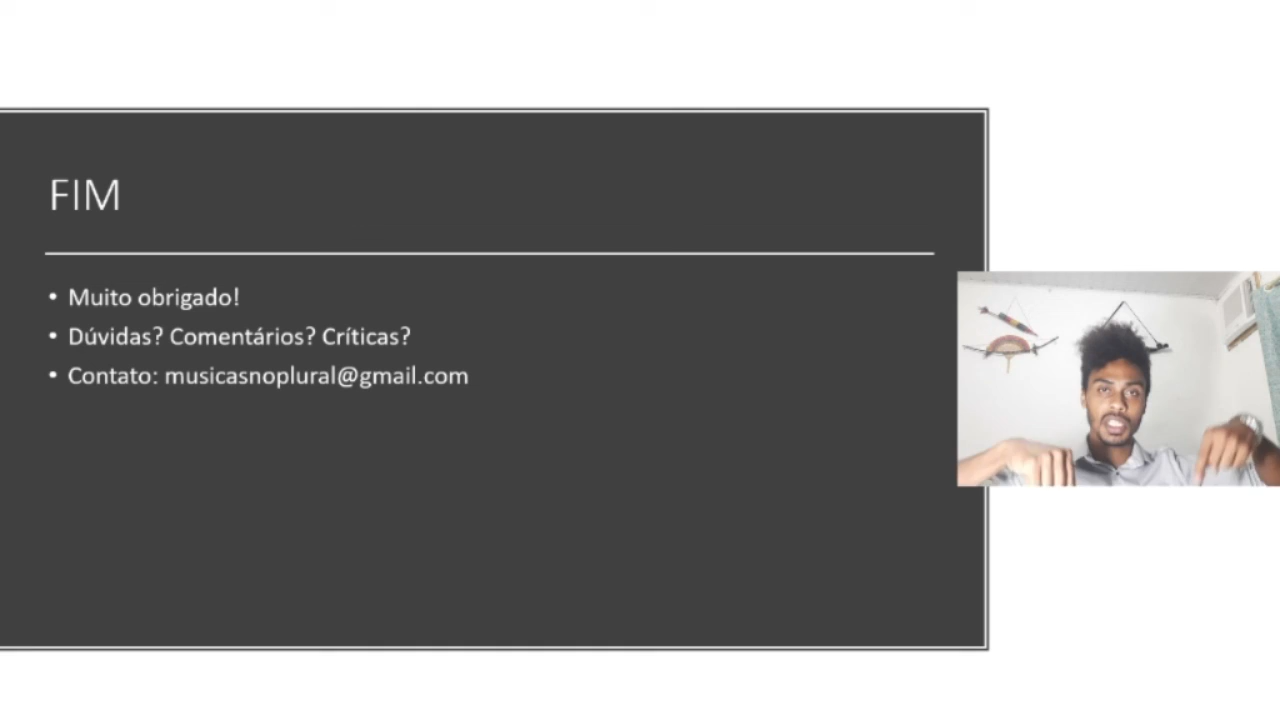 FIM
• Muito obrigado!
• Dúvidas? Comentários? Críticas?
• Contato: musicasnoplural@gmail.com